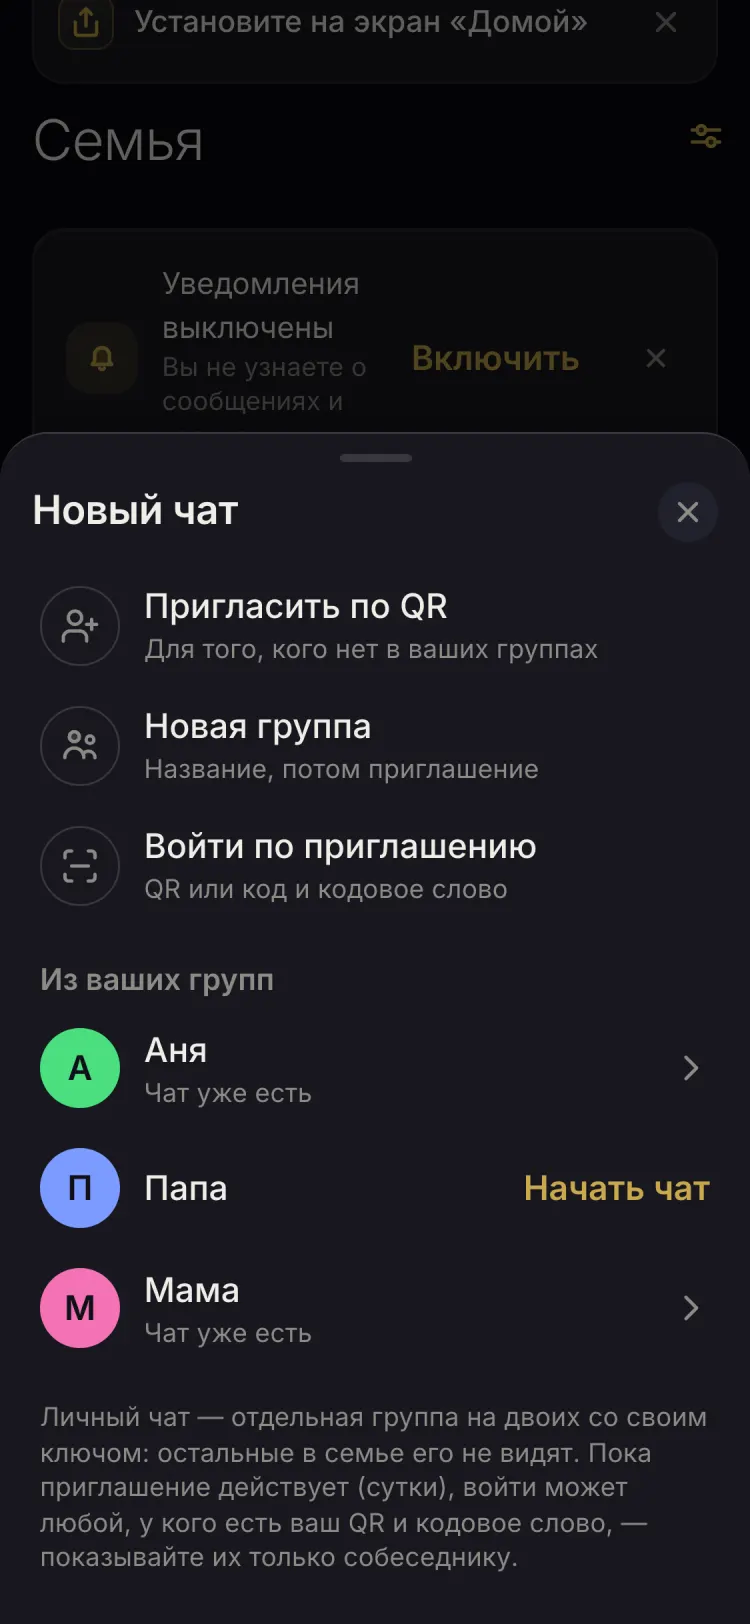 Установите на экран «Домой»
Семья
Уведомления
выключены
Вы не узнаете о
сообщениях и
Включить
Новый чат
Пригласить по QR
Для того, кого нет в ваших группах
Новая группа
Название, потом приглашение
Войти по приглашению
QR или код и кодовое слово
Из ваших групп
А
Аня
Чат уже есть
П
Папа
Начать чат
М
Мама
Чат уже есть
Личный чат — отдельная группа на двоих со своим
ключом: остальные в семье его не видят. Пока
приглашение действует (сутки), войти может
любой, у кого есть ваш QR и кодовое слово, —
показывайте их только собеседнику.